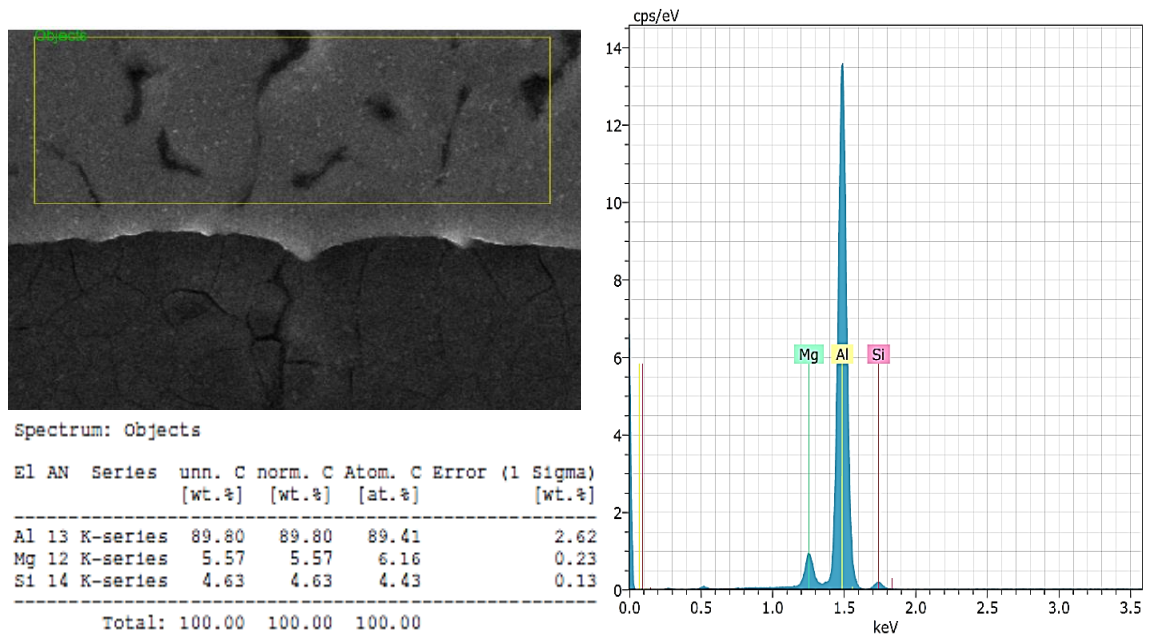 Objects
Spectrum: Objects
El AN Series unn. C norm. C Atom. C Error (1 Sigma)
[wt.%] [wt.%] [at.%] [wt.%]
Al 13 K-series 89.80 89.80 89.41 2.62
Mg 12 K-series 5.57 5.57 6.16 0.23
Si 14 K-series 4.63 4.63 4.43 0.13
Total: 100.00 100.00 100.00
cps/eV
14
12
10
8
6
4
2
0
Mg Al Si
0.0 0.5 1.0 1.5 2.0 2.5 3.0 3.5
keV